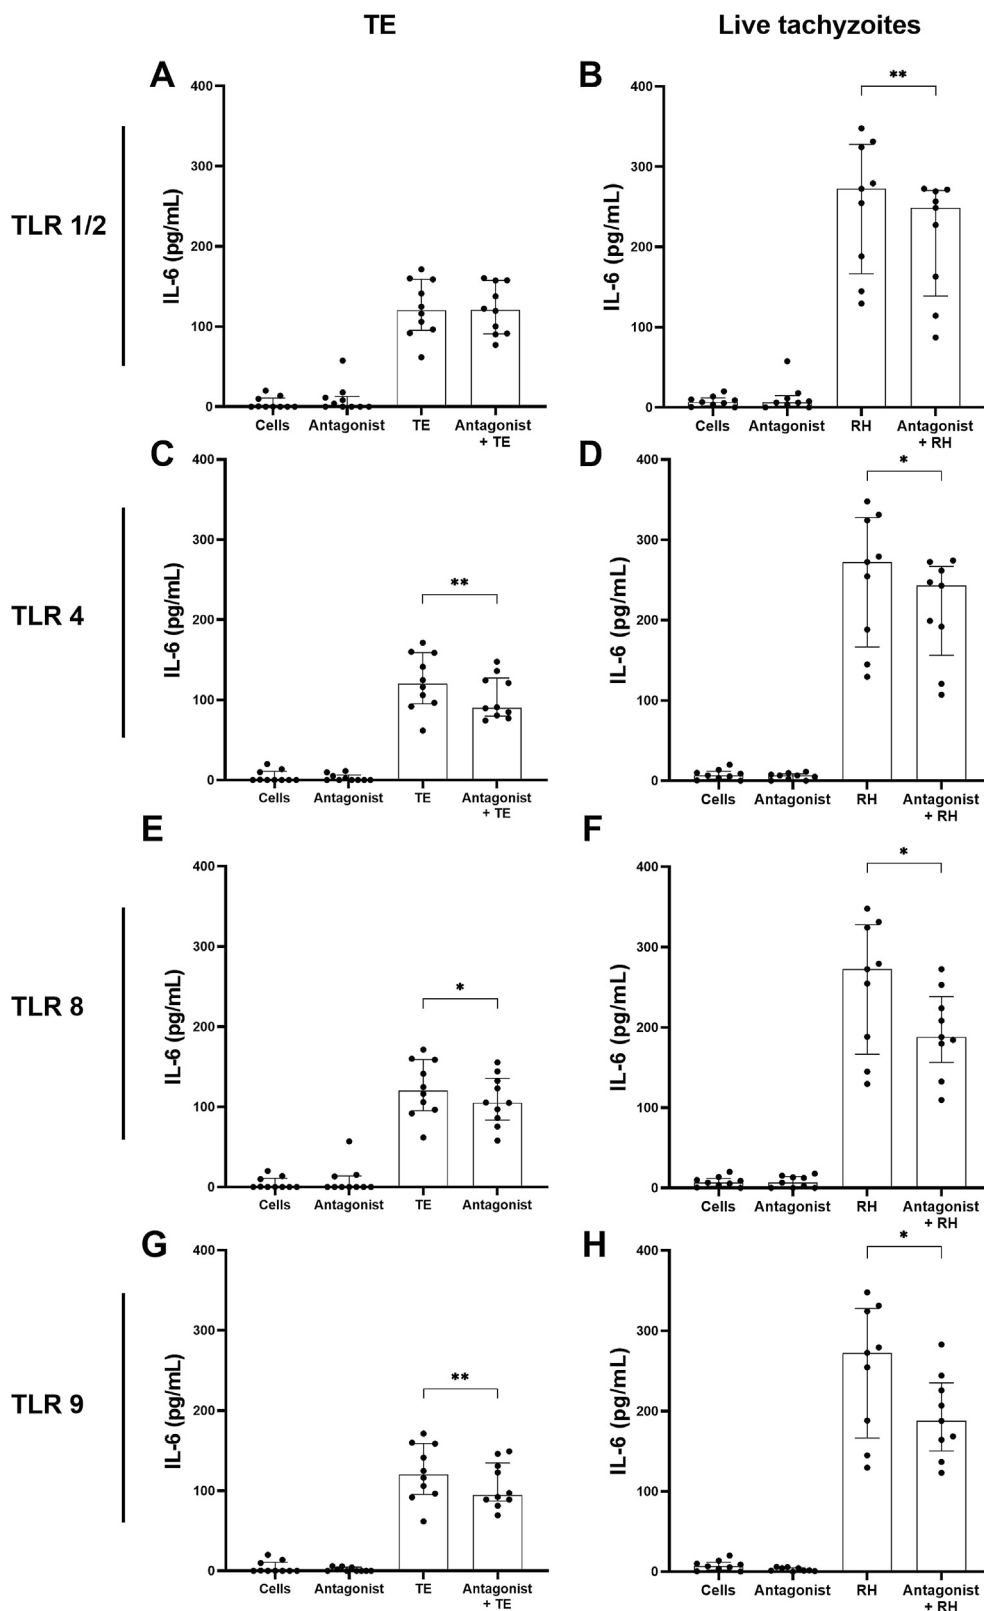 TE Live tachyzoites
A B
400 400
**
300 300
TLR 1/2
IL-6 (pg/mL) IL-6 (pg/mL)
200 200
100 100
0 0
Cells Antagonist TE Antagonist + TE
Cells Antagonist RH Antagonist + RH
C D
400 400
*
300 300
**
TLR 4
IL-6 (pg/mL) IL-6 (pg/mL)
200 200
100 100
0 0
Cells Antagonist TE Antagonist + TE
Cells Antagonist RH Antagonist + RH
E F
400 400
*
300 300
*
TLR 8
IL-6 (pg/mL) IL-6 (pg/mL)
200 200
100 100
0 0
Cells Antagonist TE Antagonist
Cells Antagonist RH Antagonist + RH
G H
400 400
*
300 300
**
TLR 9
IL-6 (pg/mL) IL-6 (pg/mL)
200 200
100 100
0 0
Cells Antagonist TE Antagonist + TE
Cells Antagonist RH Antagonist + RH